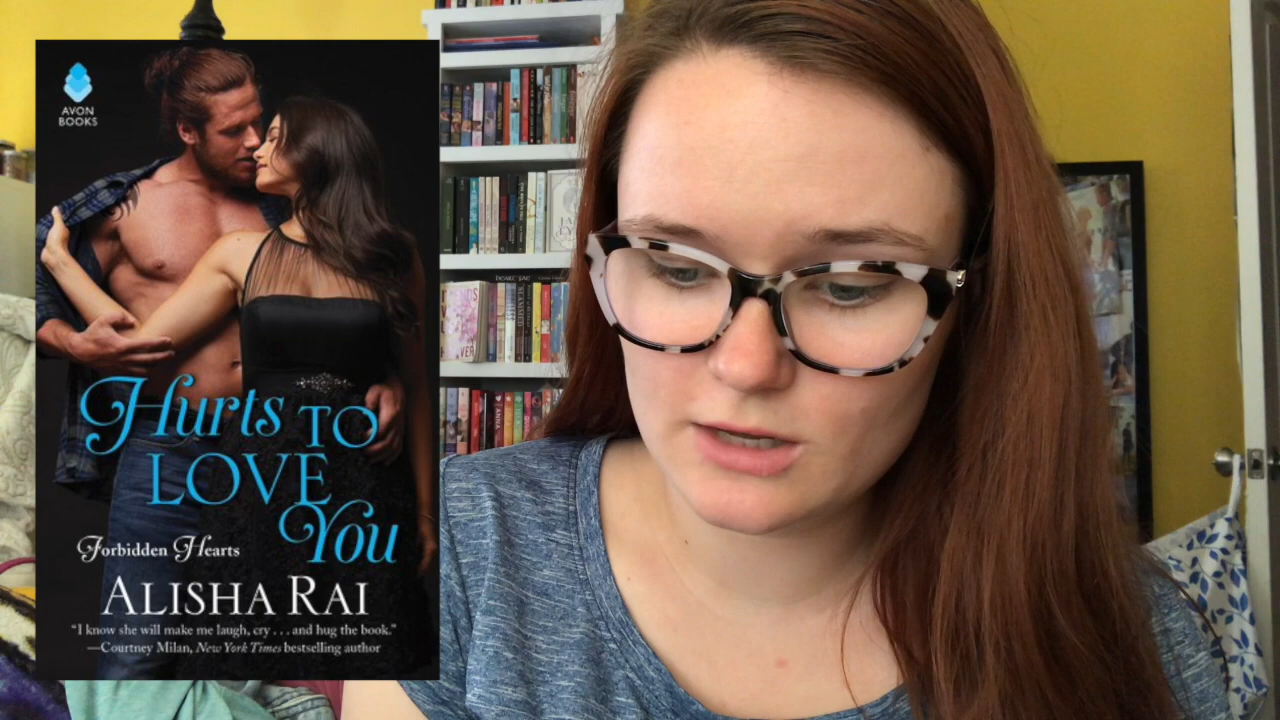 AVON
BOOKS
Hurts TO
LOVE
You
Forbidden Hearts
ALISHA RAI
"I know she will make me laugh, cry . . . and hug the book."
—Courtney Milan, New York Times bestselling author